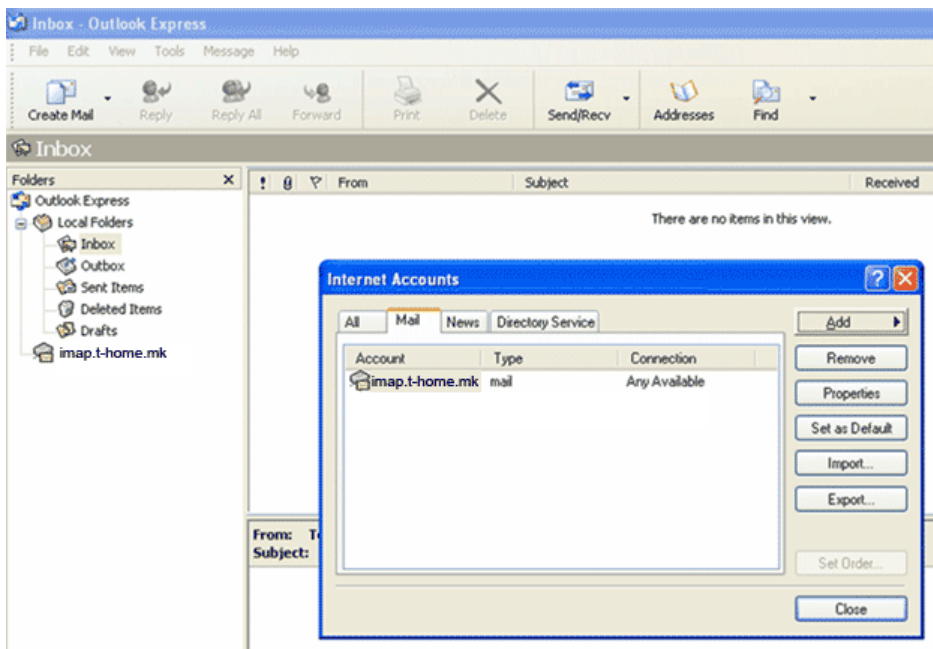 Inbox - Outlook Express
File Edit View Tools Message Help
Create Mail Reply Reply All Forward Print Delete Send/Recv Addresses Find
Inbox
Folders
! From Subject Received
Outlook Express
Local Folders
Inbox
Outbox
Sent Items
Deleted Items
Drafts
imap.t-home.mk
There are no items in this view.
Internet Accounts
All Mail News Directory Service
Account Type Connection
imap.t-home.mk mail Any Available
Add
Remove
Properties
Set as Default
Import...
Export...
Set Order...
Close
From:
Subject: